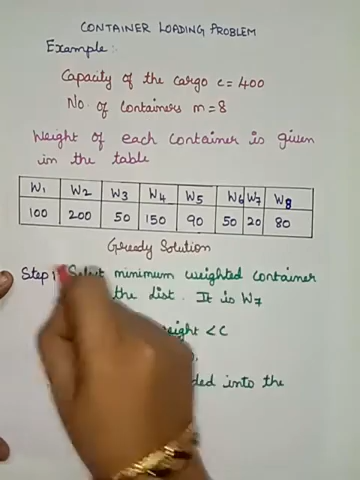 CONTAINER LOADING PROBLEM
Example:
Capacity of the cargo c = 400
No. of containers m = 8
Weight of each container is given
in the table
W1 W2 W3 W4 W5 W6 W7 W8
100 200 50 150 90 50 20 80
Greedy Solution
Step 1: Select minimum weighted container
the list. It is W7
< C
into the